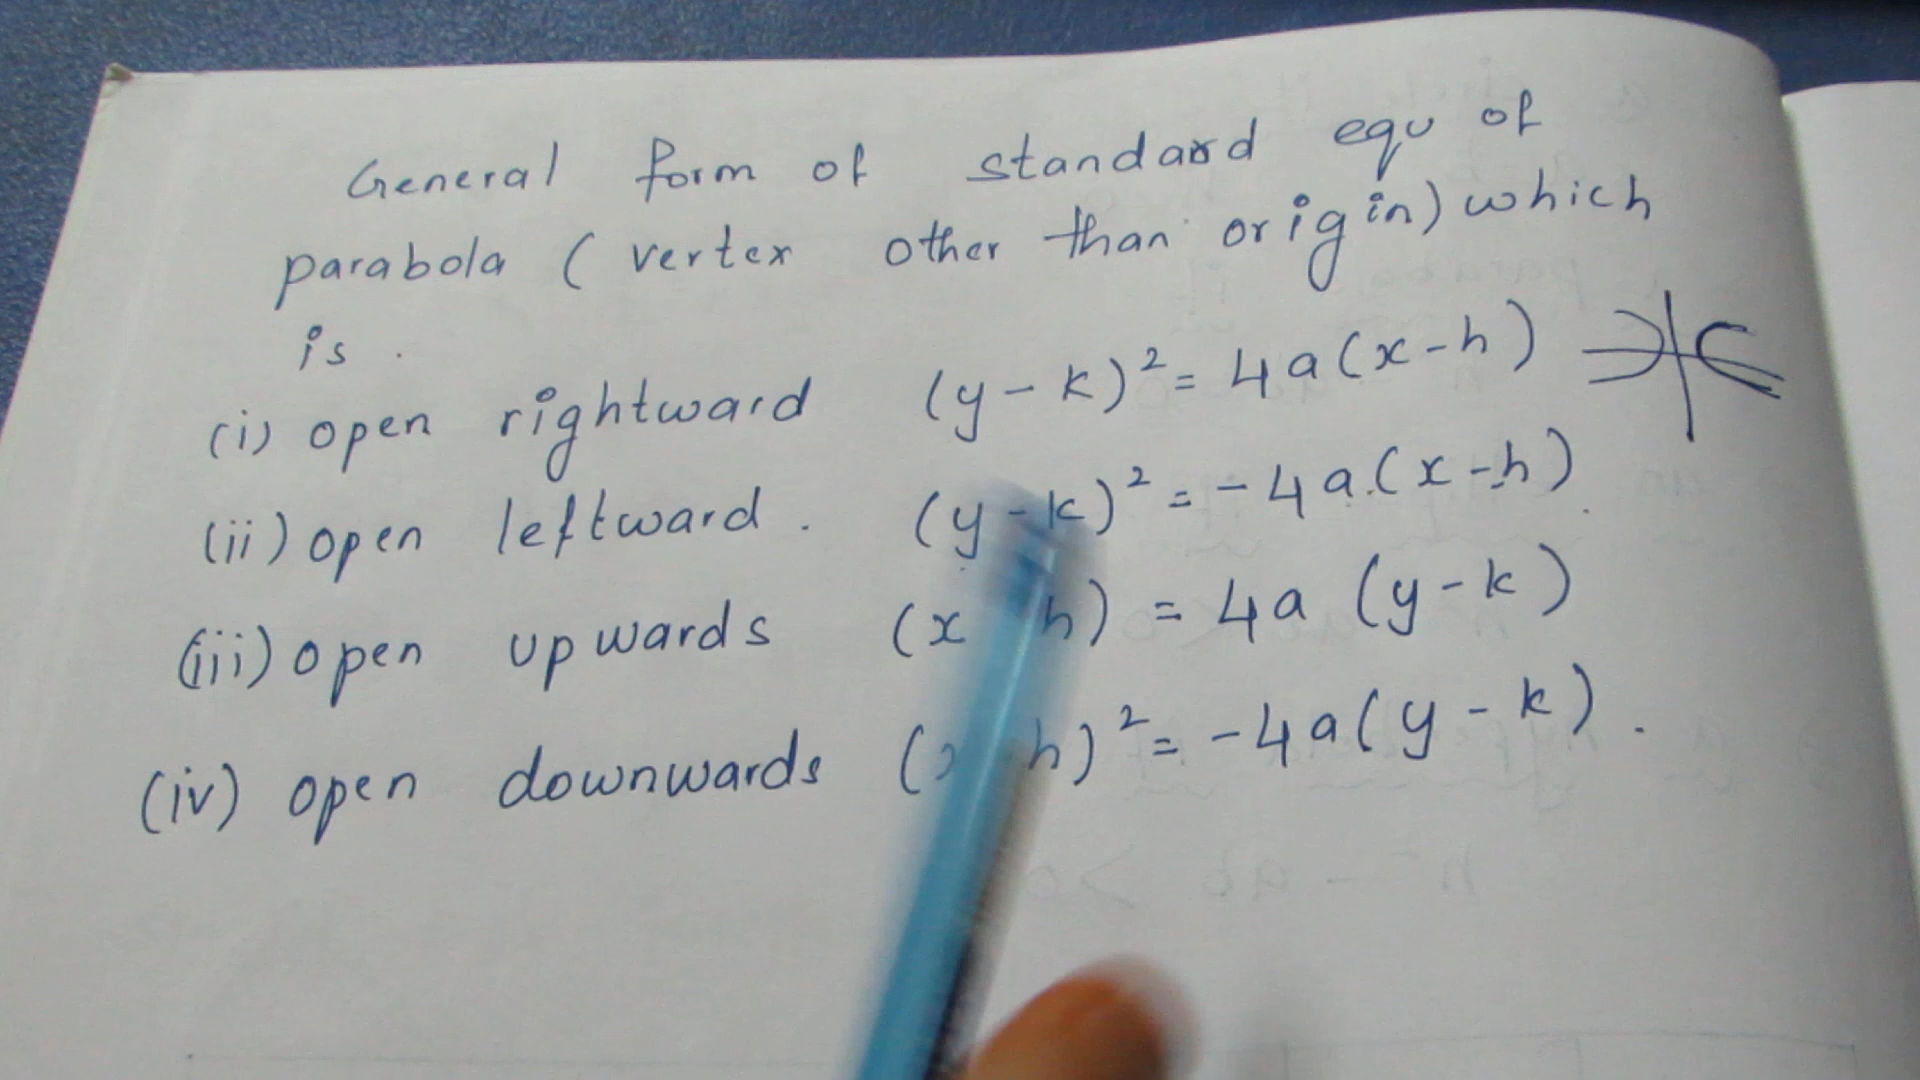 General form of standard equ of
parabola ( vertex other than origin) which
is .
(i) open rightward (y - k)² = 4a(x-h)
(ii) open leftward . (y - k)² = - 4a.(x-h)
(iii) open upwards (x h) = 4a (y-k)
(iv) open downwards ( h)² = -4a(y - k) .